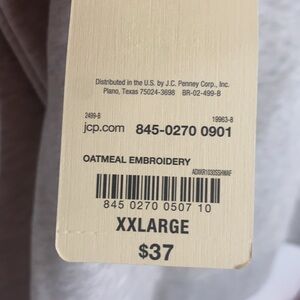 Distributed in the U.S. by J.C. Penney Corp., Inc.
Plano, Texas 75024-3698 BR-02-499-B
2499-8 19963-8
jcp.com 845-0270 0901
OATMEAL EMBROIDERY
845 0270 0507 10
XXLARGE
$37